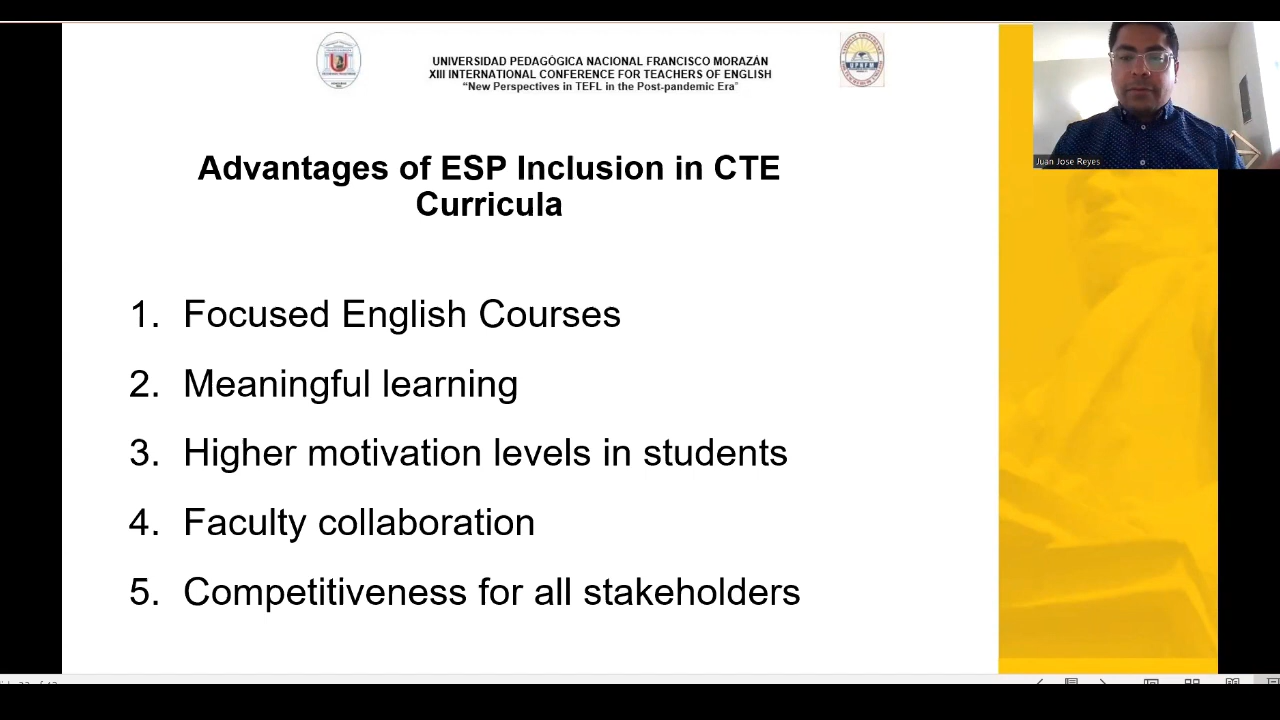 UNIVERSIDAD PEDAGÓGICA NACIONAL FRANCISCO MORAZÁN
XIII INTERNATIONAL CONFERENCE FOR TEACHERS OF ENGLISH
“New Perspectives in TEFL in the Post-pandemic Era”
Juan Jose Reyes
Advantages of ESP Inclusion in CTE
Curricula
1. Focused English Courses
2. Meaningful learning
3. Higher motivation levels in students
4. Faculty collaboration
5. Competitiveness for all stakeholders